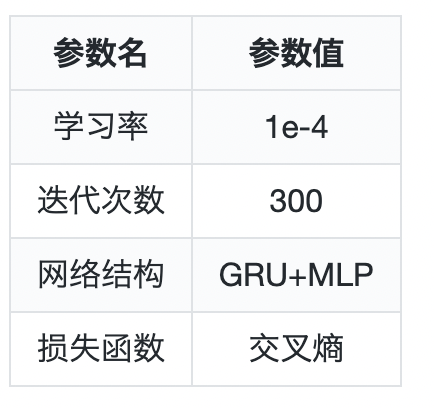 参数名 参数值
学习率 1e-4
迭代次数 300
网络结构 GRU+MLP
损失函数 交叉熵